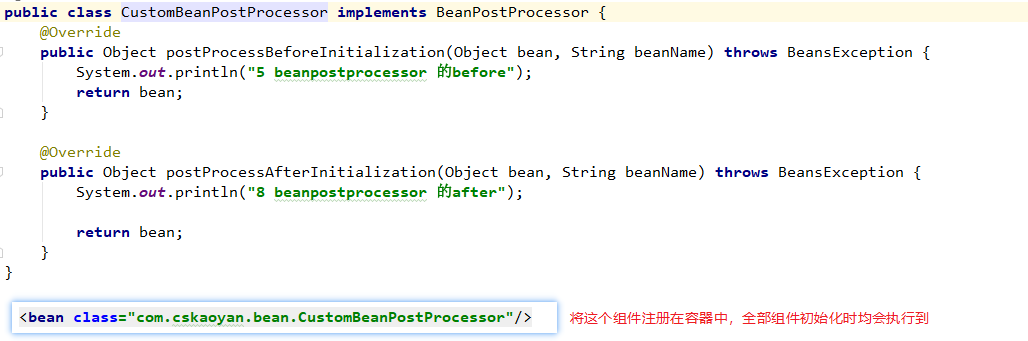 public class CustomBeanPostProcessor implements BeanPostProcessor {
    @Override
    public Object postProcessBeforeInitialization(Object bean, String beanName) throws BeansException {
        System.out.println("5 beanpostprocessor 的before");
        return bean;
    }
    @Override
    public Object postProcessAfterInitialization(Object bean, String beanName) throws BeansException {
        System.out.println("8 beanpostprocessor 的after");
        return bean;
    }
}
<bean class="com.cskaoyan.bean.CustomBeanPostProcessor"/> 将这个组件注册在容器中，全部组件初始化时均会执行到